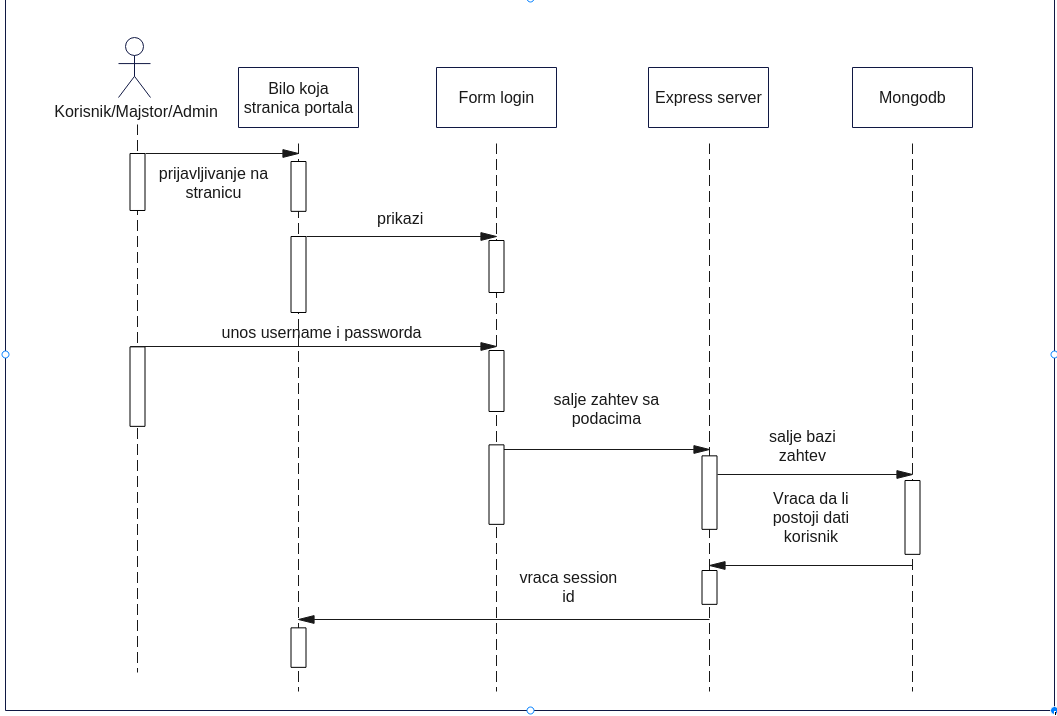 Korisnik/Majstor/Admin
Bilo koja
stranica portala
Form login
Express server
Mongodb
prijavljivanje na
stranicu
prikazi
unos username i passworda
salje zahtev sa
podacima
salje bazi
zahtev
Vraca da li
postoji dati
korisnik
vraca session
id